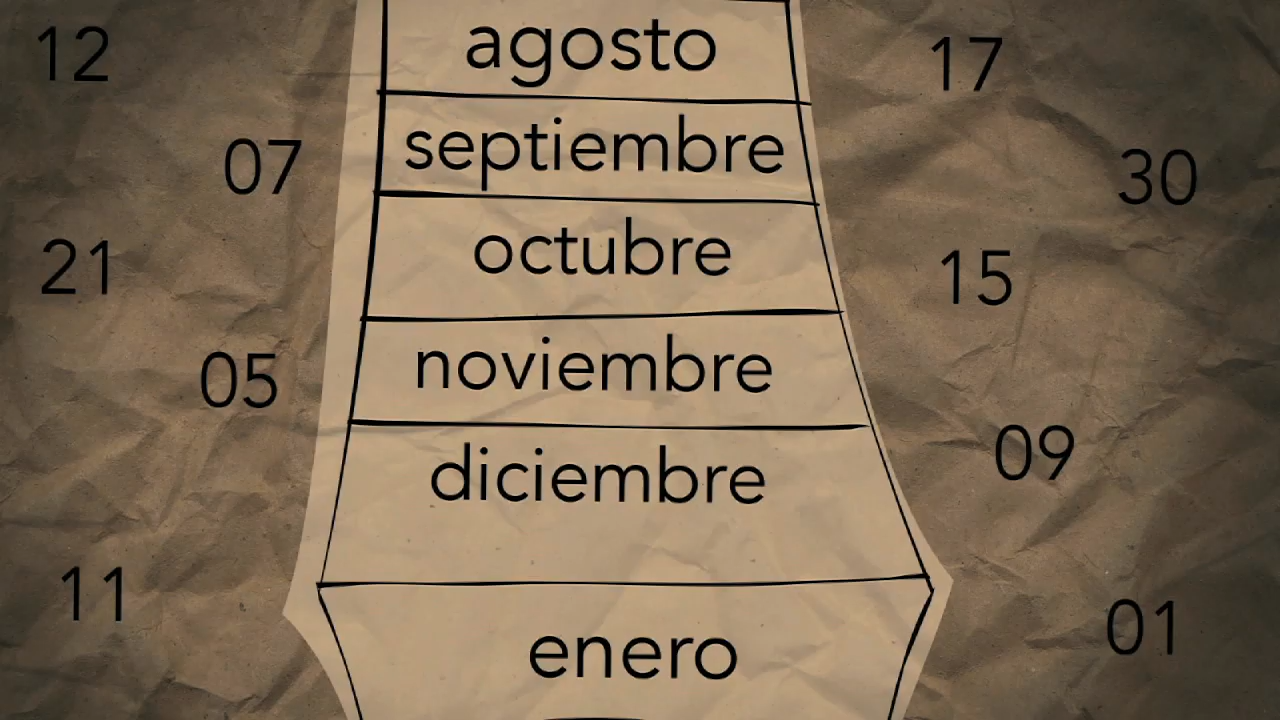 12 agosto 17
07 septiembre 30
21 octubre 15
05 noviembre
diciembre 09
11 enero 01